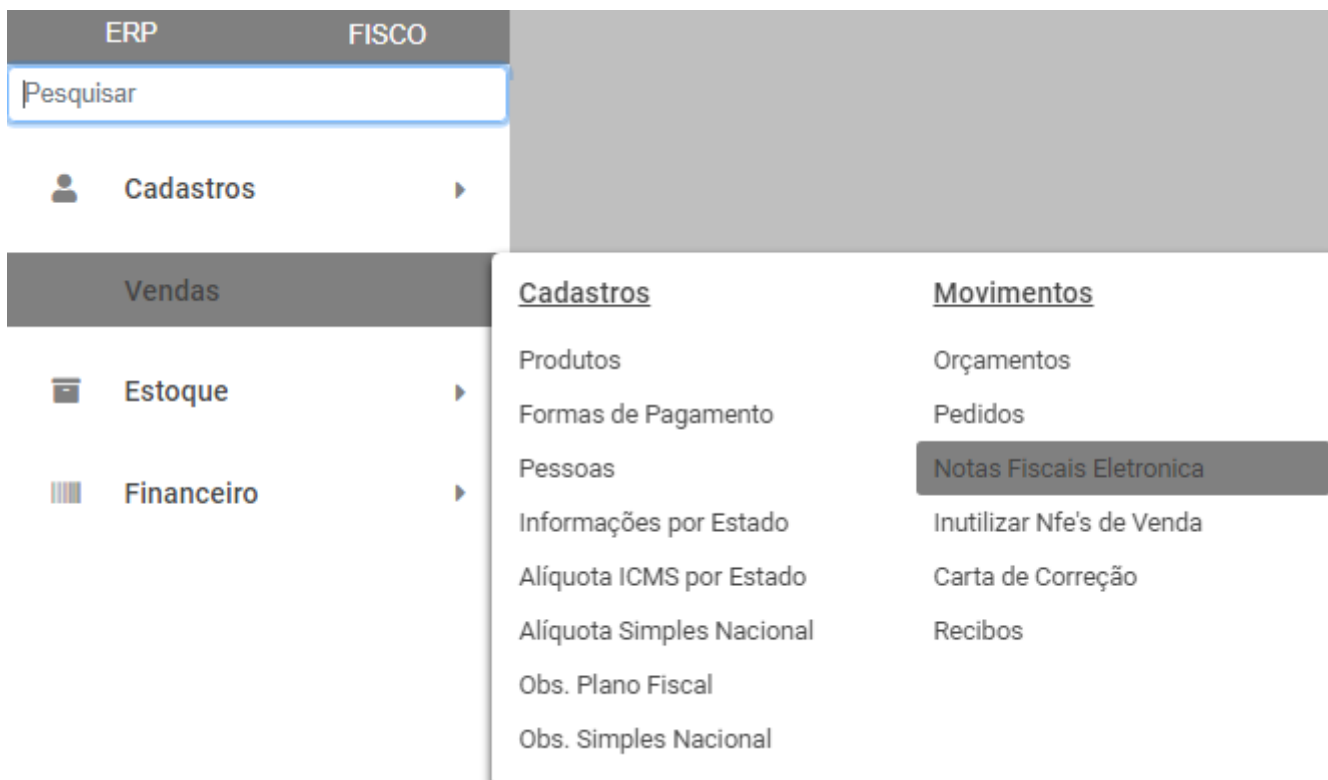 ERP FISCO
Pesquisar
Cadastros
Vendas
Estoque
Financeiro
Cadastros
Produtos
Formas de Pagamento
Pessoas
Informações por Estado
Alíquota ICMS por Estado
Alíquota Simples Nacional
Obs. Plano Fiscal
Obs. Simples Nacional
Movimentos
Orçamentos
Pedidos
Notas Fiscais Eletronica
Inutilizar Nfe's de Venda
Carta de Correção
Recibos